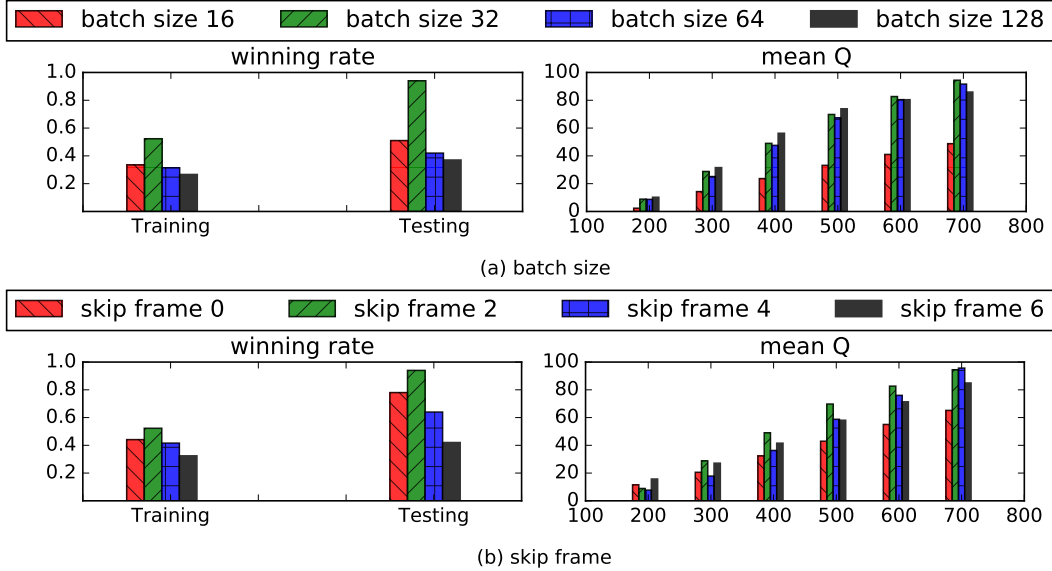 batch size 16 batch size 32 batch size 64 batch size 128
winning rate mean Q
1.0 100
0.8 80
0.6 60
0.4 40
0.2 20
0
Training Testing 100 200 300 400 500 600 700 800
(a) batch size
skip frame 0 skip frame 2 skip frame 4 skip frame 6
winning rate mean Q
1.0 100
0.8 80
0.6 60
0.4 40
0.2 20
0
Training Testing 100 200 300 400 500 600 700 800
(b) skip frame